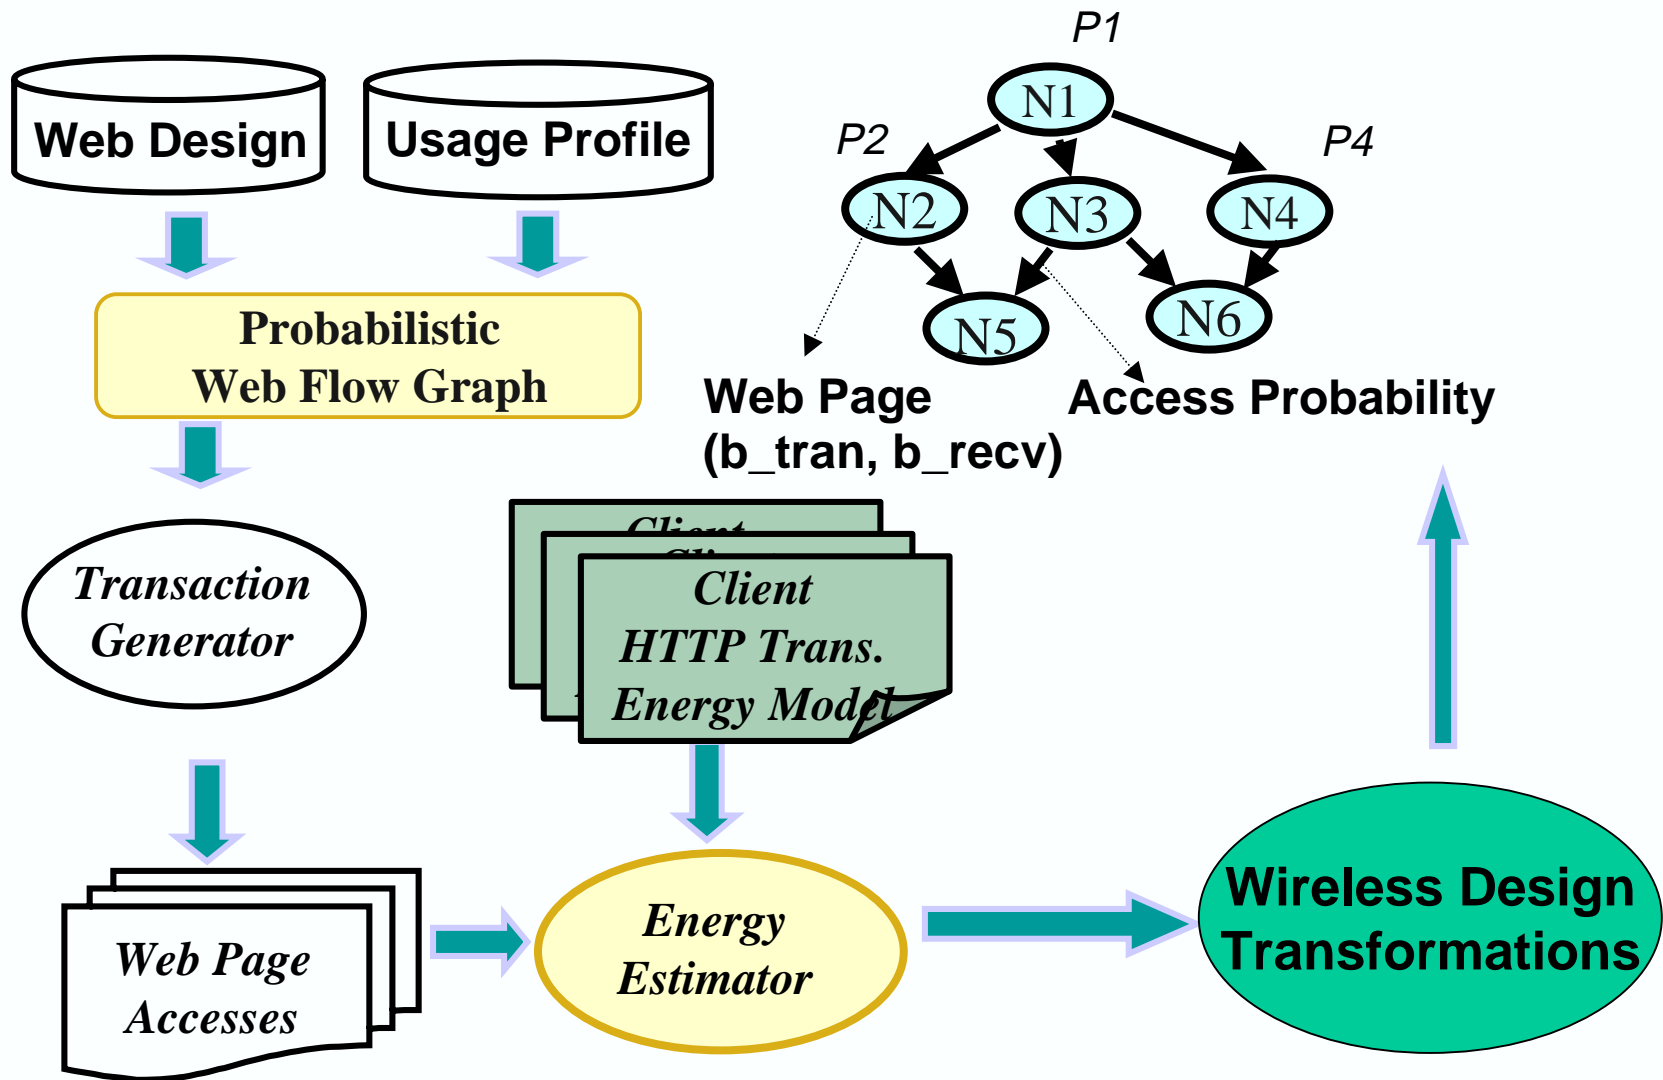 P1
N1
Web Design
Usage Profile
P2
P4
N2
N3
N4
N5
N6
Probabilistic
Web Flow Graph
Web Page
(b_tran, b_recv)
Access Probability
Transaction
Generator
Client
Client
Client
HTTP Trans.
Energy Model
Web Page
Accesses
Energy
Estimator
Wireless Design
Transformations